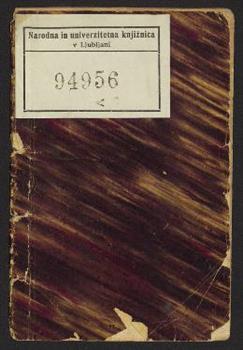 Narodna in univerzitetna knjižnica
v Ljubljani
94956